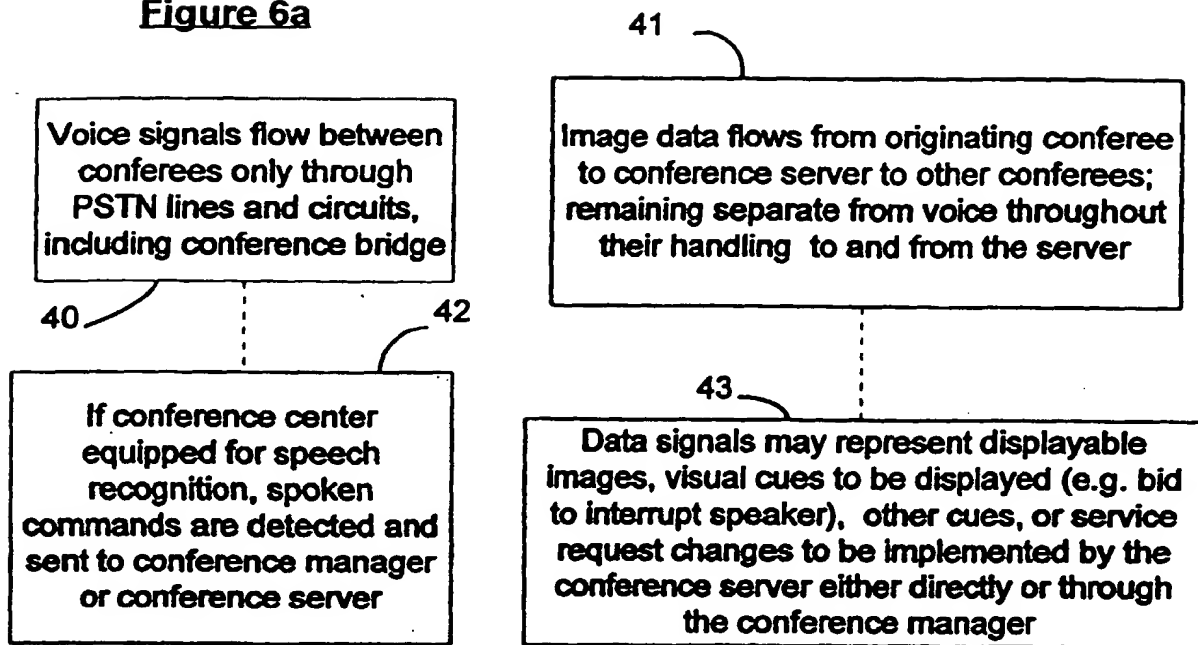 Figure 6a
41
Voice signals flow between
conferees only through
PSTN lines and circuits,
including conference bridge
Image data flows from originating conferee
to conference server to other conferees;
remaining separate from voice throughout
their handling to and from the server
40
42
If conference center
equipped for speech
recognition, spoken
commands are detected and
sent to conference manager
or conference server
43
Data signals may represent displayable
images, visual cues to be displayed (e.g. bid
to interrupt speaker), other cues, or service
request changes to be implemented by the
conference server either directly or through
the conference manager